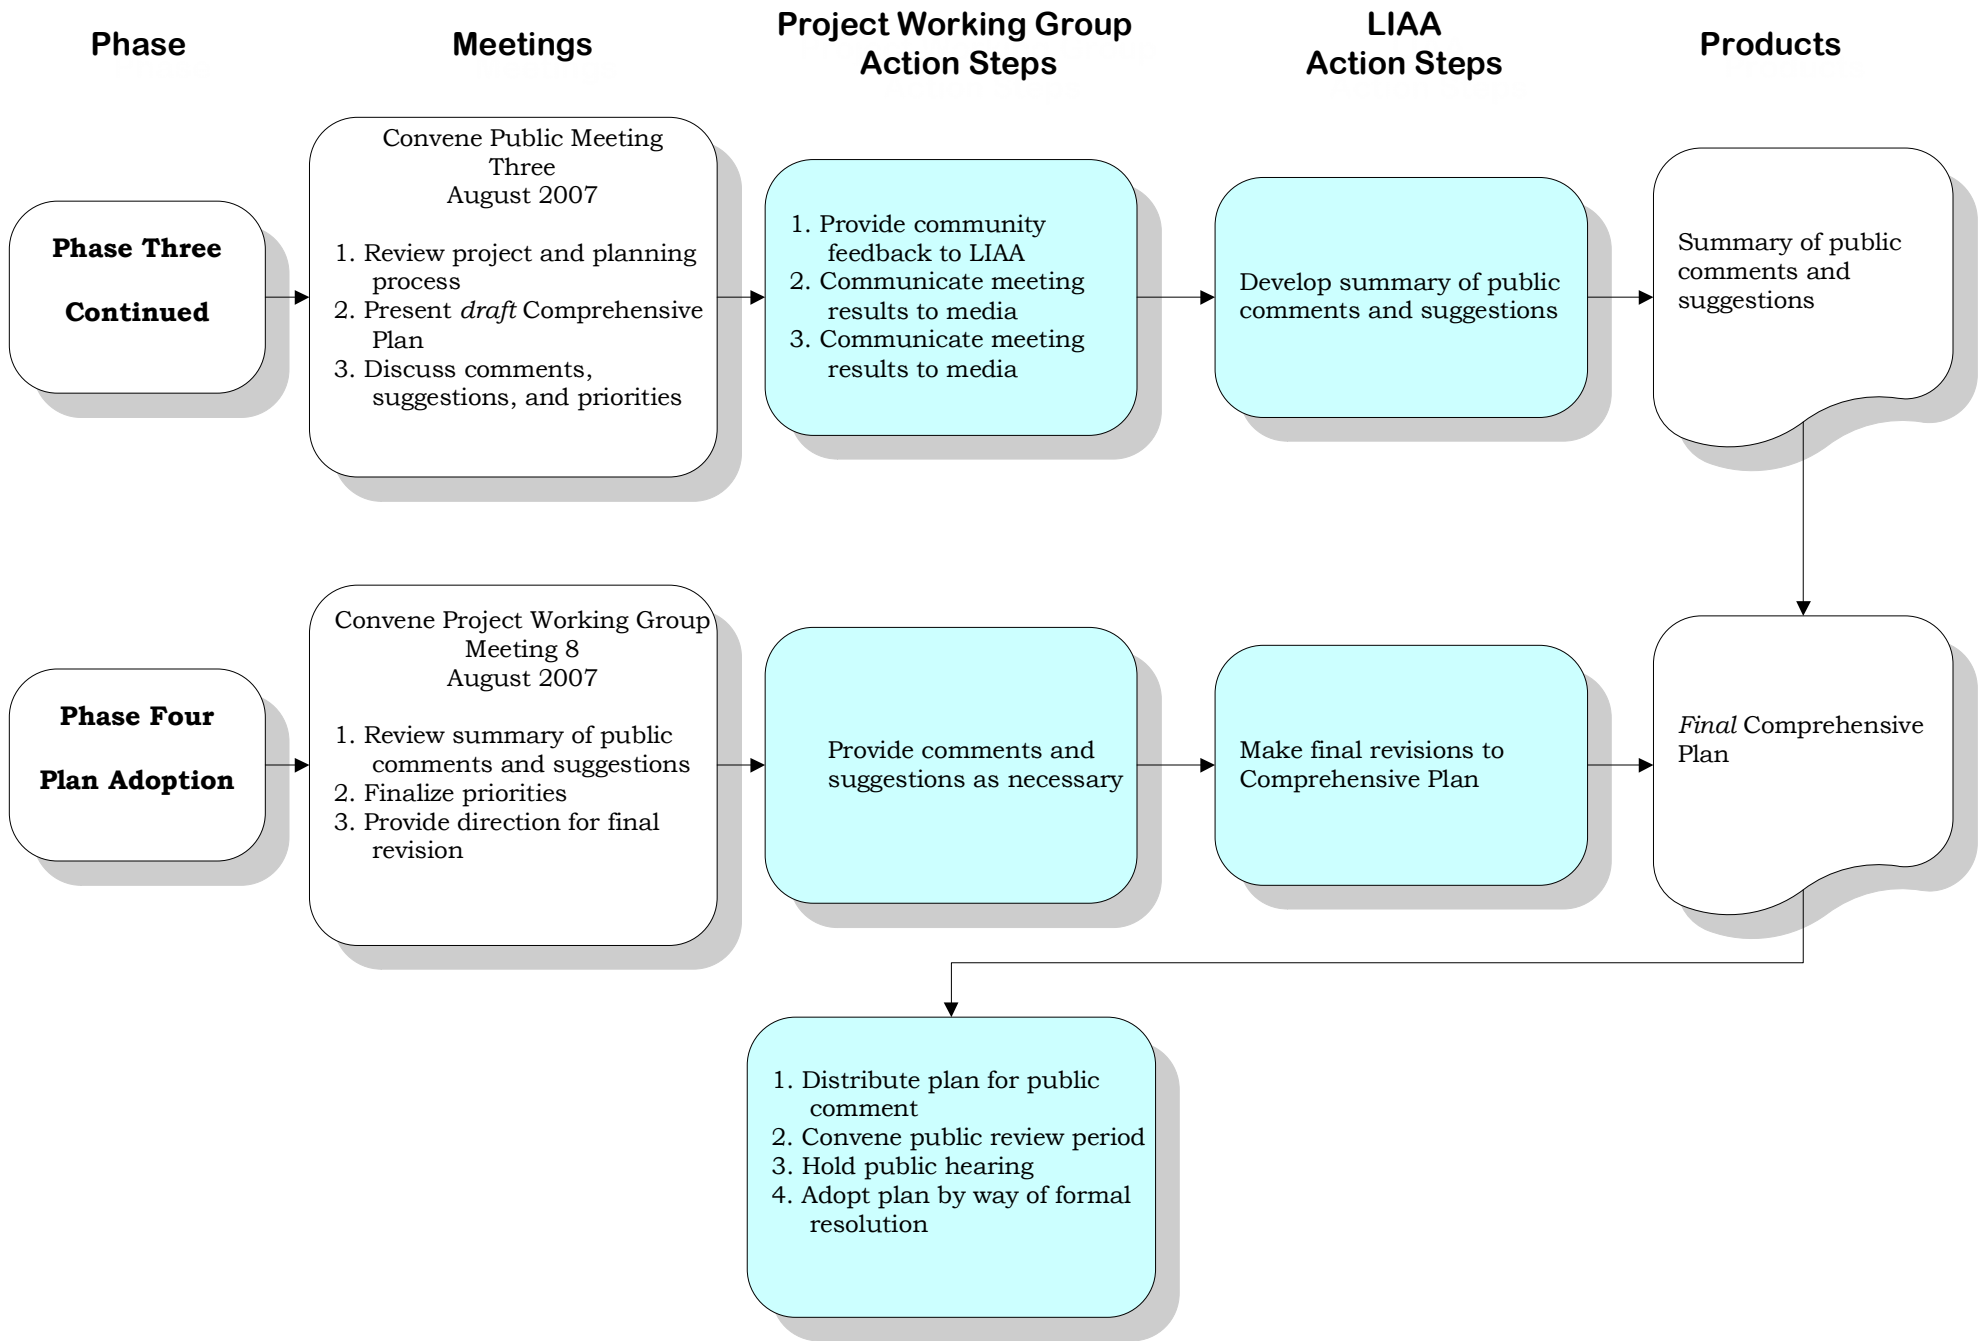 Phase
Meetings
Project Working Group
Action Steps
LIAA
Action Steps
Products
Phase Three
Continued
Convene Public Meeting
Three
August 2007
1. Review project and planning
process
2. Present draft Comprehensive
Plan
3. Discuss comments,
suggestions, and priorities
1. Provide community
feedback to LIAA
2. Communicate meeting
results to media
3. Communicate meeting
results to media
Develop summary of public
comments and suggestions
Summary of public
comments and
suggestions
Phase Four
Plan Adoption
Convene Project Working Group
Meeting 8
August 2007
1. Review summary of public
comments and suggestions
2. Finalize priorities
3. Provide direction for final
revision
Provide comments and
suggestions as necessary
Make final revisions to
Comprehensive Plan
Final Comprehensive
Plan
1. Distribute plan for public
comment
2. Convene public review period
3. Hold public hearing
4. Adopt plan by way of formal
resolution